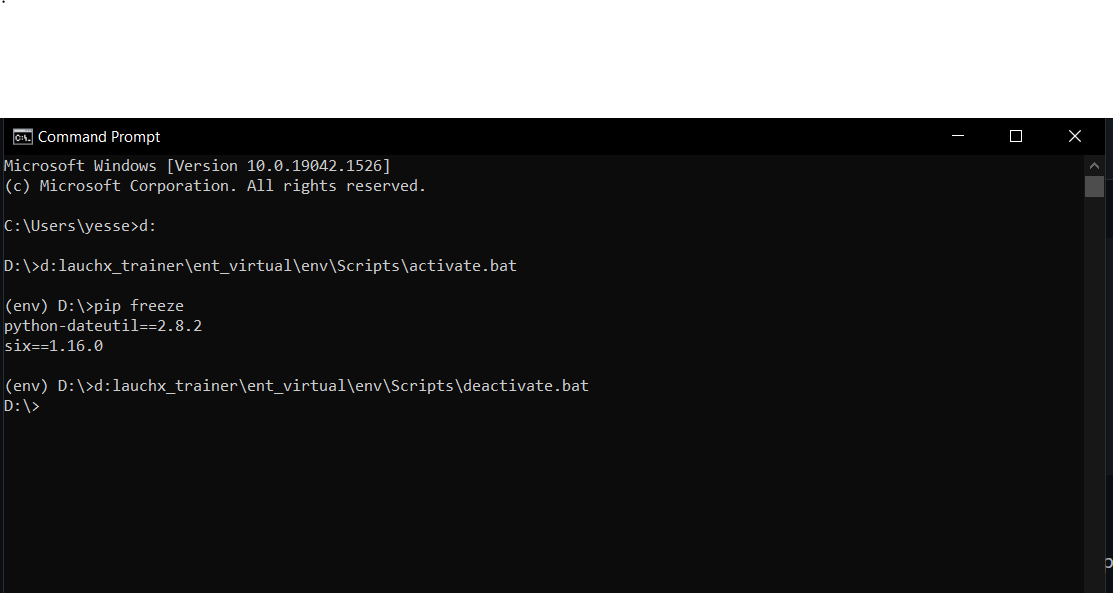 .
Command Prompt
Microsoft Windows [Version 10.0.19042.1526]
(c) Microsoft Corporation. All rights reserved.
C:\Users\yesse>d:
D:\>d:lauchx_trainer\ent_virtual\env\Scripts\activate.bat
(env) D:\>pip freeze
python-dateutil==2.8.2
six==1.16.0
(env) D:\>d:lauchx_trainer\ent_virtual\env\Scripts\deactivate.bat
D:\>